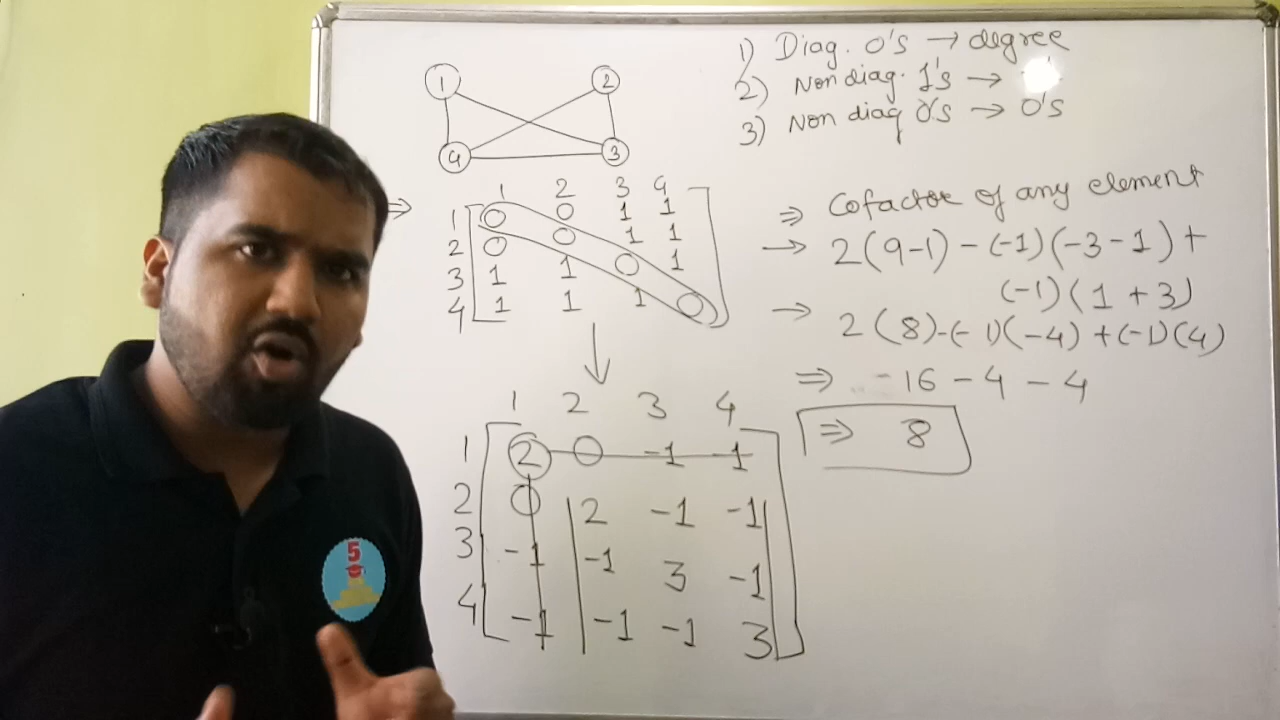 1) Diag. 0's → degree
2) Non diag. 1's →
3) Non diag 0's → 0's
1 2
4 3
⇒ 1 2 3 4
1 0 0 1 1
2 0 0 1 1
3 1 1 0 1
4 1 1 1 0
1 2 3 4
1 2 0 -1 -1
2 0 2 -1 -1
3 -1 -1 3 -1
4 -1 -1 -1 3
⇒ Cofactor of any element
→ 2(9-1) - (-1)(-3-1) +
(-1)(1+3)
→ 2(8)-(-1)(-4)+(-1)(4)
⇒ -16 - 4 - 4
⇒ 8
5